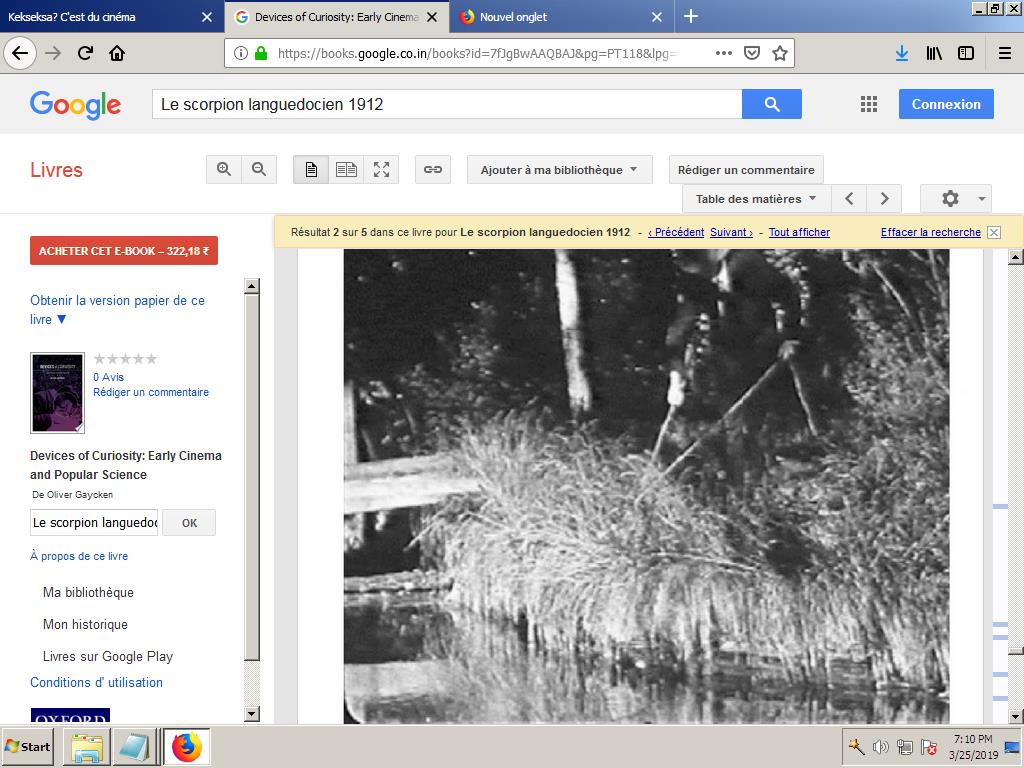 Kekseksa? C'est du cinéma
Devices of Curiosity: Early Cinema
Nouvel onglet
https://books.google.co.in/books?id=7fJgBwAAQBAJ&pg=PT118&lpg=
Google
Le scorpion languedocien 1912
Connexion
Livres
Ajouter à ma bibliothèque
Rédiger un commentaire
Table des matières
Résultat 2 sur 5 dans ce livre pour Le scorpion languedocien 1912 - ‹ Précédent Suivant › - Tout afficher
Effacer la recherche
ACHETER CET E-BOOK – 322,18 ₹
Obtenir la version papier de ce
livre ▼
0 Avis
Rédiger un commentaire
Devices of Curiosity: Early Cinema
and Popular Science
De Oliver Gaycken
Le scorpion languedoc
OK
À propos de ce livre
Ma bibliothèque
Mon historique
Livres sur Google Play
Conditions d' utilisation
OXFORD
Start
7:10 PM
3/25/2019